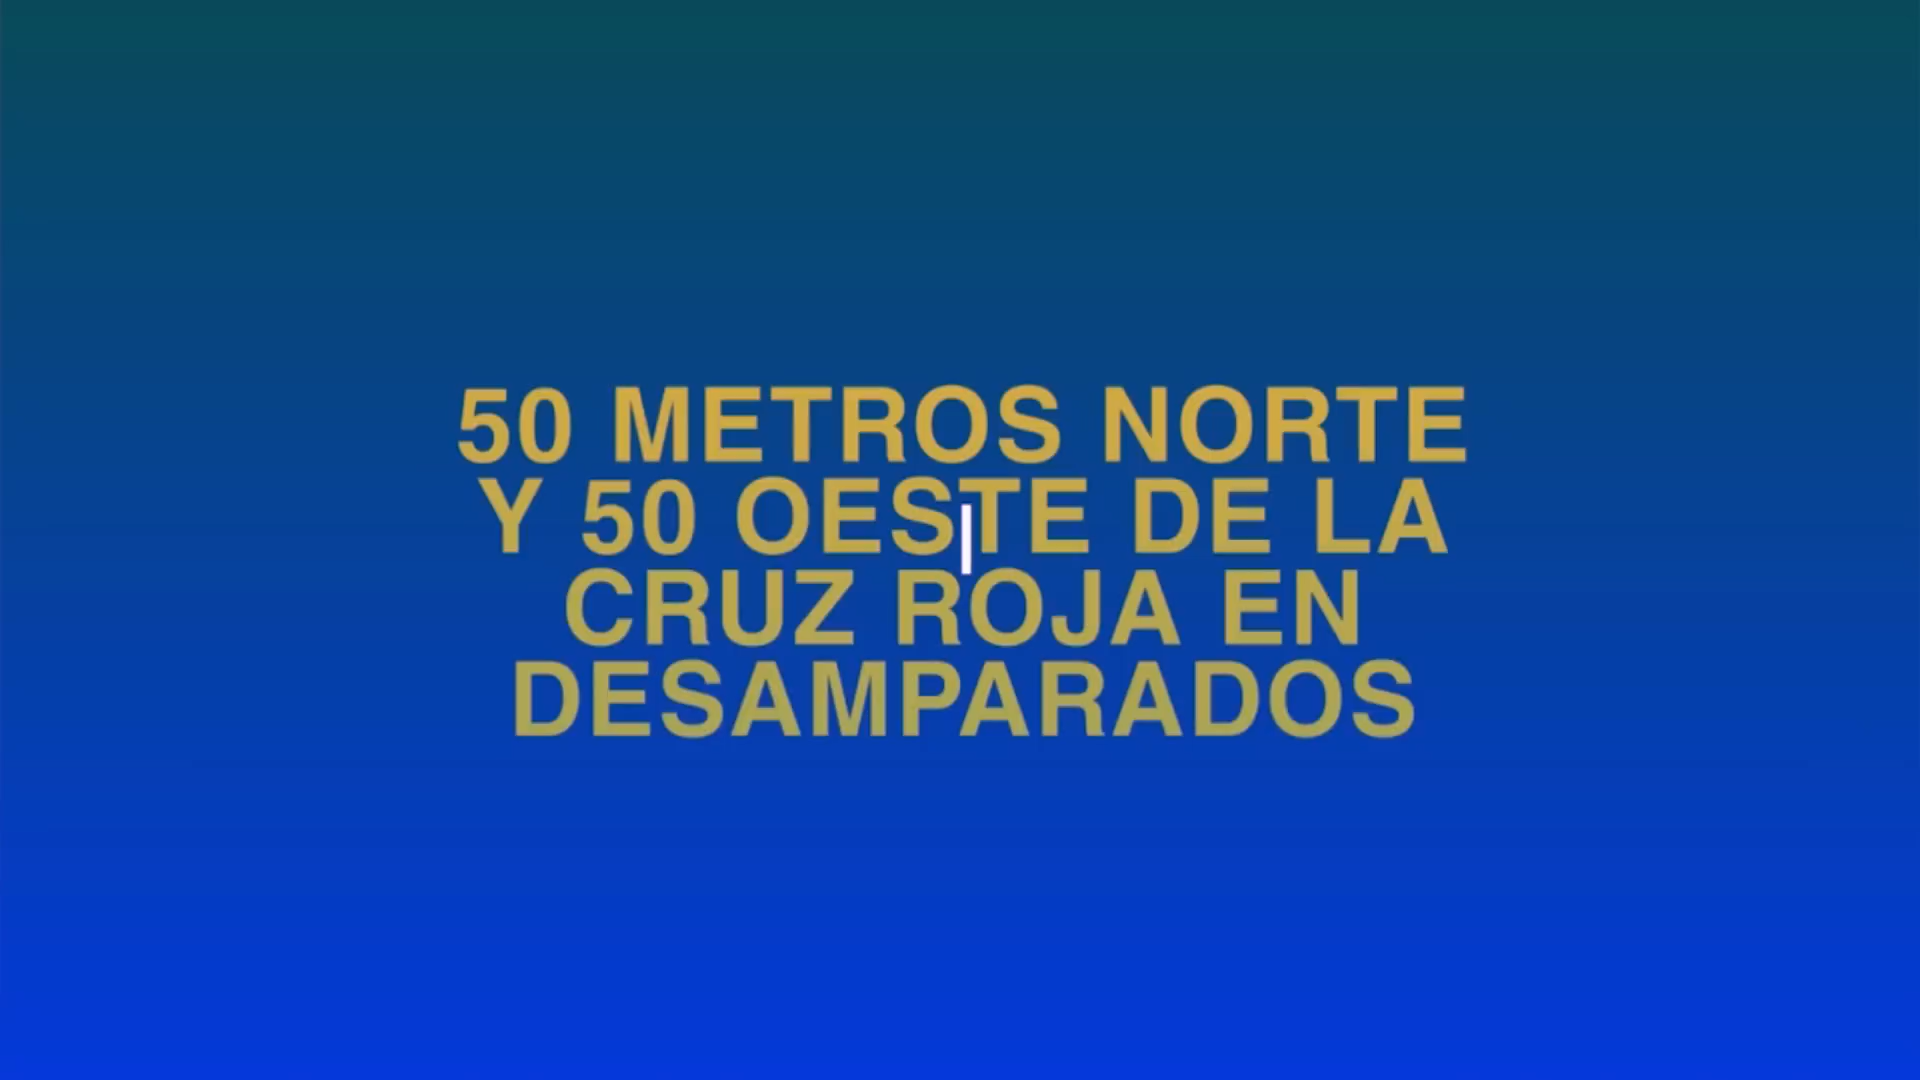 50 METROS NORTE
Y 50 OESTE DE LA
CRUZ ROJA EN
DESAMPARADOS